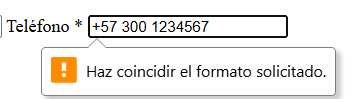 Teléfono * +57 300 1234567
! Haz coincidir el formato solicitado.